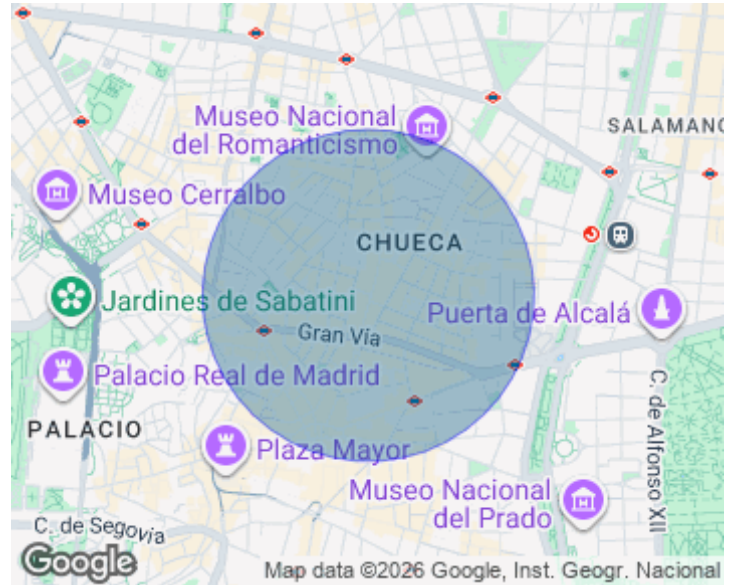 Museo Nacional
del Romanticismo
SALAMANC
Museo Cerralbo
CHUECA
Jardines de Sabatini
Puerta de Alcalá
Gran Vía
Palacio Real de Madrid
C. de Alfonso XII
PALACIO
Plaza Mayor
Museo Nacional
del Prado
C. de Segovia
Google
Map data ©2026 Google, Inst. Geogr. Nacional